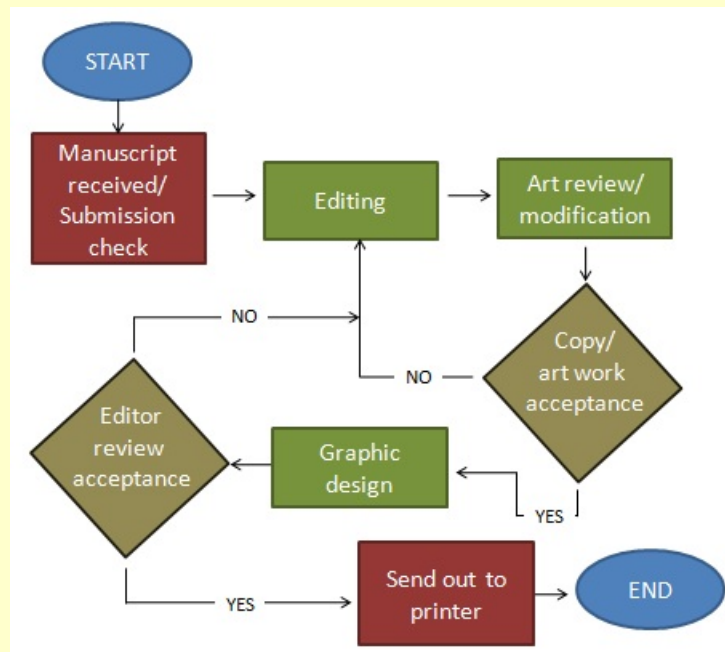 START
Manuscript
received/
Submission
check
Editing
Art review/
modification
Copy/
art work
acceptance
NO
NO
Editor
review
acceptance
Graphic
design
YES
Send out to
printer
YES
END